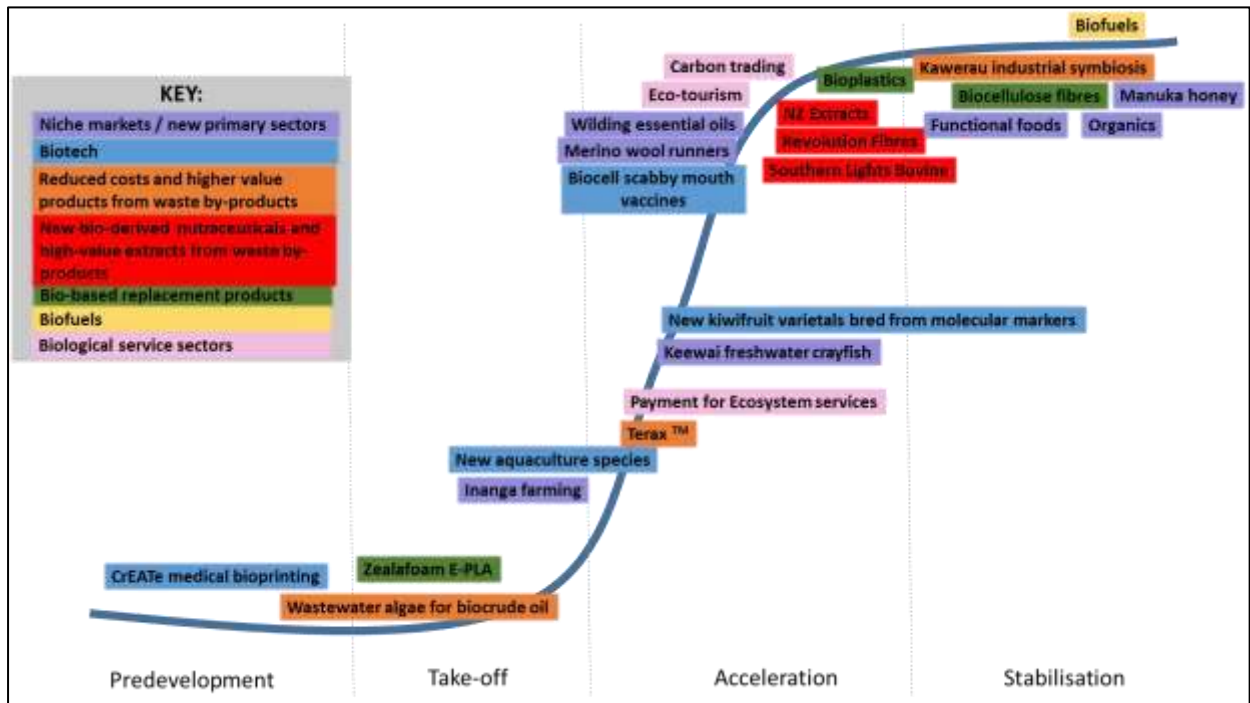 KEY:
Niche markets / new primary sectors
Biotech
Reduced costs and higher value
products from waste by-products
New bio-derived nutraceuticals and
high-value extracts from waste by-
products
Bio-based replacement products
Biofuels
Biological service sectors
Biofuels
Carbon trading
Bioplastics
Kawerau industrial symbiosis
Eco-tourism
Biocellulose fibres
Manuka honey
NZ Extracts
Wilding essential oils
Functional foods
Organics
Revolution Fibres
Merino wool runners
Southern Lights Bovine
Biocell scabby mouth
vaccines
New kiwifruit varietals bred from molecular markers
Keewai freshwater crayfish
Payment for Ecosystem services
Terax TM
New aquaculture species
Inanga farming
Zealafoam E-PLA
CrEATe medical bioprinting
Wastewater algae for biocrude oil
Predevelopment
Take-off
Acceleration
Stabilisation